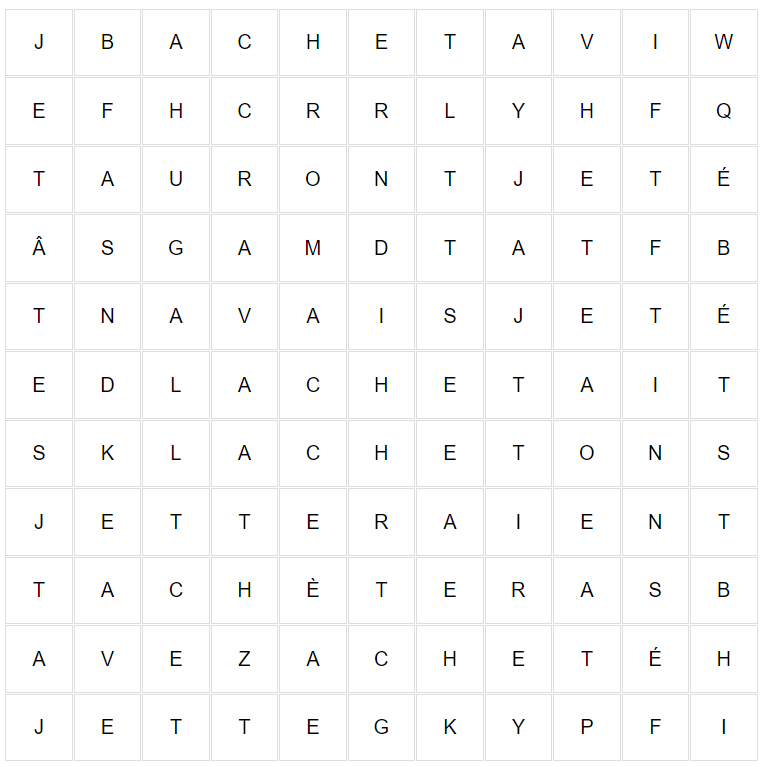 J B A C H E T A V I W
E F H C R R L Y H F Q
T A U R O N T J E T É
Â S G A M D T A T F B
T N A V A I S J E T É
E D L A C H E T A I T
S K L A C H E T O N S
J E T T E R A I E N T
T A C H È T E R A S B
A V E Z A C H E T É H
J E T T E G K Y P F I